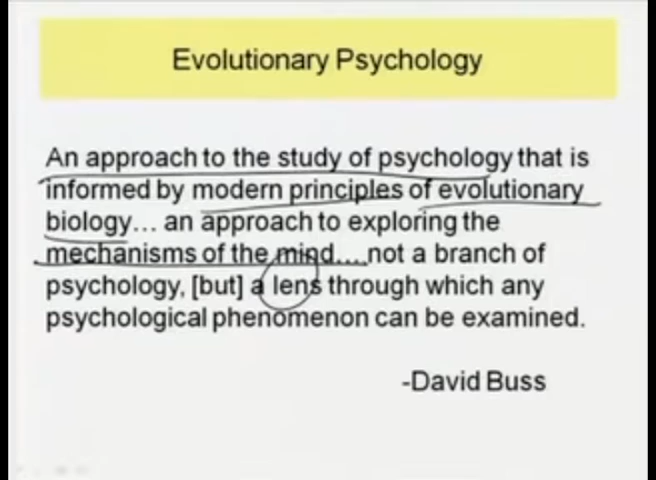 Evolutionary Psychology
An approach to the study of psychology that is
informed by modern principles of evolutionary
biology... an approach to exploring the
mechanisms of the mind....not a branch of
psychology, [but] a lens through which any
psychological phenomenon can be examined.
-David Buss